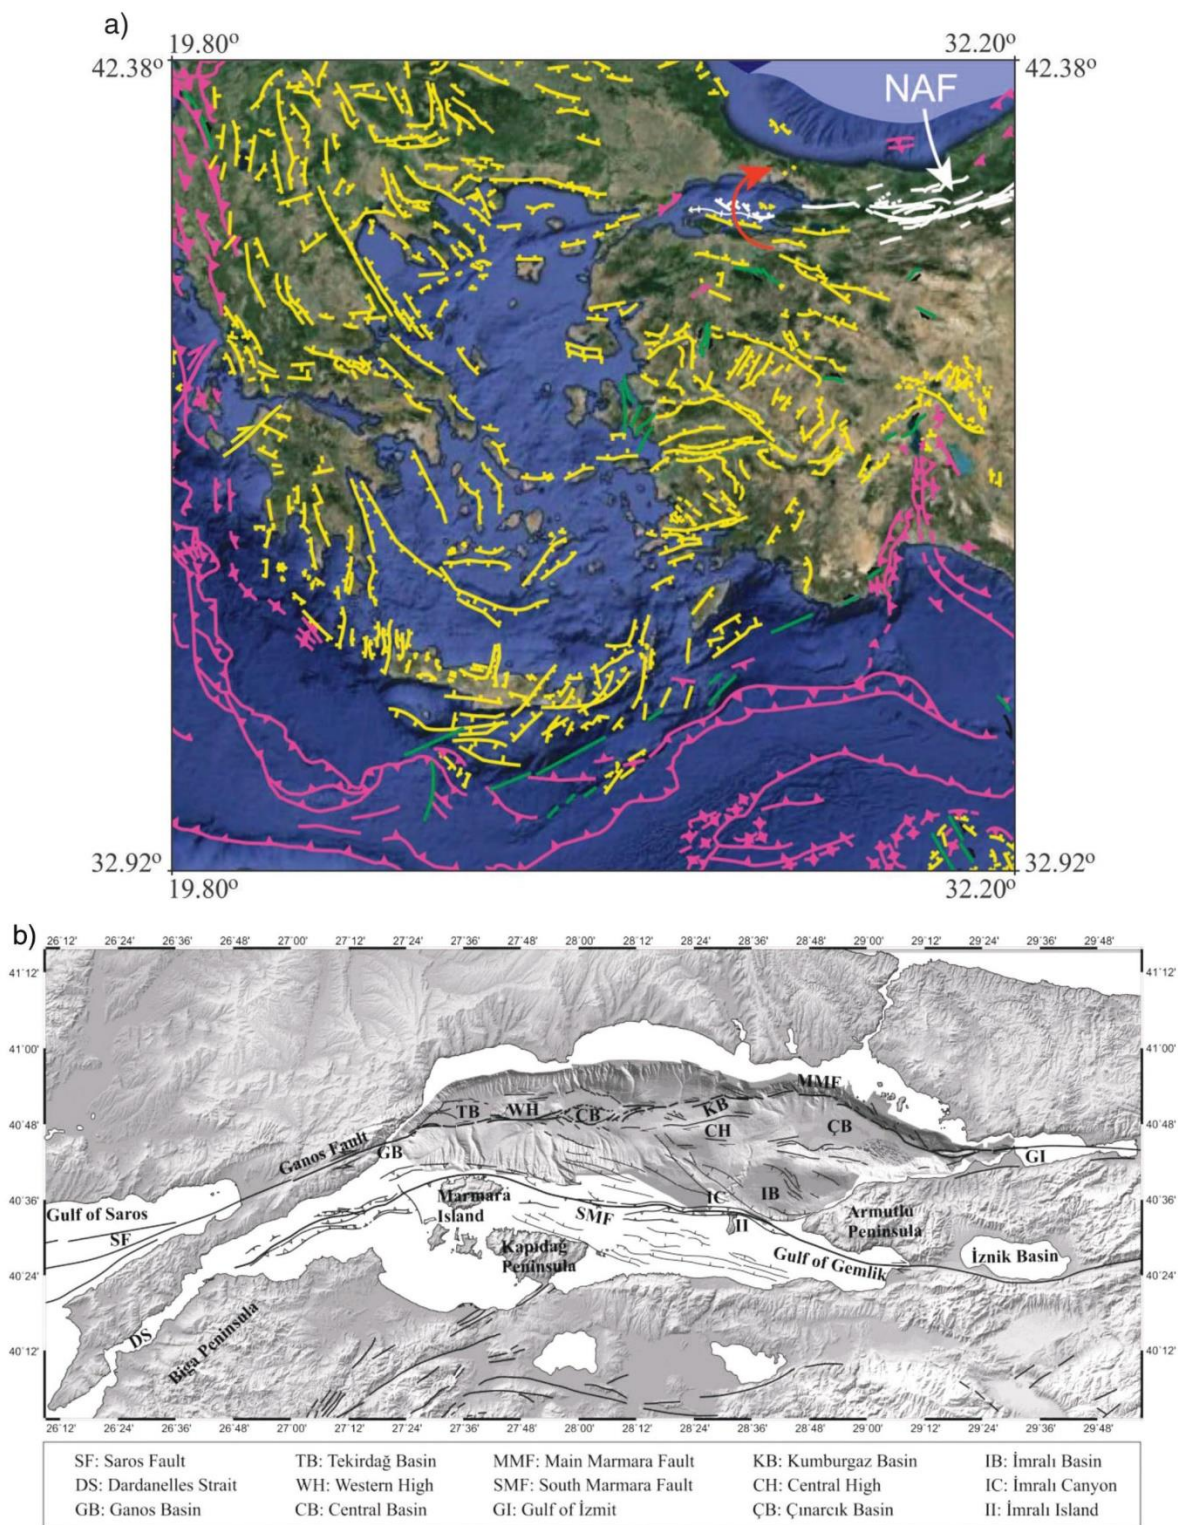 a)
19.80° 32.20°
42.38° 42.38°
NAF
32.92° 32.92°
19.80° 32.20°
b)
26˚12' 26˚24' 26˚36' 26˚48' 27˚00' 27˚12' 27˚24' 27˚36' 27˚48' 28˚00' 28˚12' 28˚24' 28˚36' 28˚48' 29˚00' 29˚12' 29˚24' 29˚36' 29˚48'
41˚12' 41˚12'
41˚00' 41˚00'
MMF
TB WH ÇB KB
40˚48' CH ÇB 40˚48'
Ganos Fault GB GI
40˚36' Marmara IC IB 40˚36'
Gulf of Saros Island SMF II Armutlu
SF Peninsula
Kapıdağ Gulf of Gemlik İznik Basin
Peninsula
40˚24' 40˚24'
DS
Biga Peninsula
40˚12' 40˚12'
26˚12' 26˚24' 26˚36' 26˚48' 27˚00' 27˚12' 27˚24' 27˚36' 27˚48' 28˚00' 28˚12' 28˚24' 28˚36' 28˚48' 29˚00' 29˚12' 29˚24' 29˚36' 29˚48'
SF: Saros Fault TB: Tekirdağ Basin MMF: Main Marmara Fault KB: Kumburgaz Basin IB: İmralı Basin
DS: Dardanelles Strait WH: Western High SMF: South Marmara Fault CH: Central High IC: İmralı Canyon
GB: Ganos Basin CB: Central Basin GI: Gulf of İzmit ÇB: Çınarcık Basin II: İmralı Island